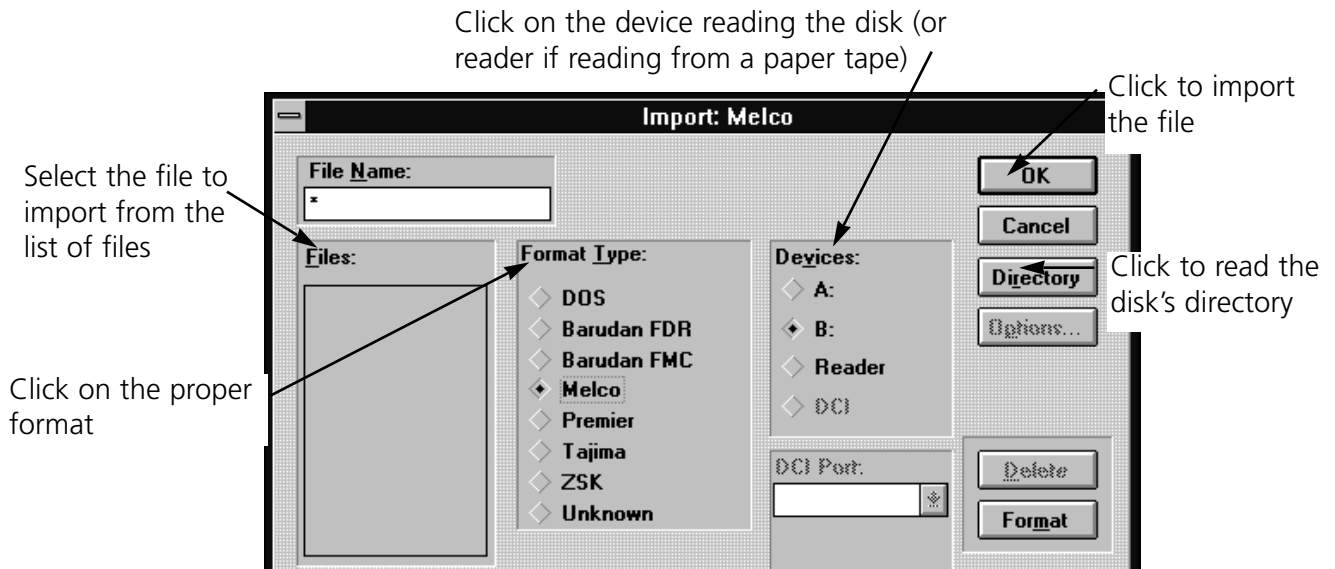 Click on the device reading the disk (or
reader if reading from a paper tape)
Click to import
the file
Import: Melco
Select the file to
import from the
list of files
File Name:
*
OK
Cancel
Directory
Options...
Click to read the
disk's directory
Files:
Format Type:
DOS
Barudan FDR
Barudan FMC
Melco
Premier
Tajima
ZSK
Unknown
Devices:
A:
B:
Reader
DCI
Click on the proper
format
DCI Port:
Delete
Format